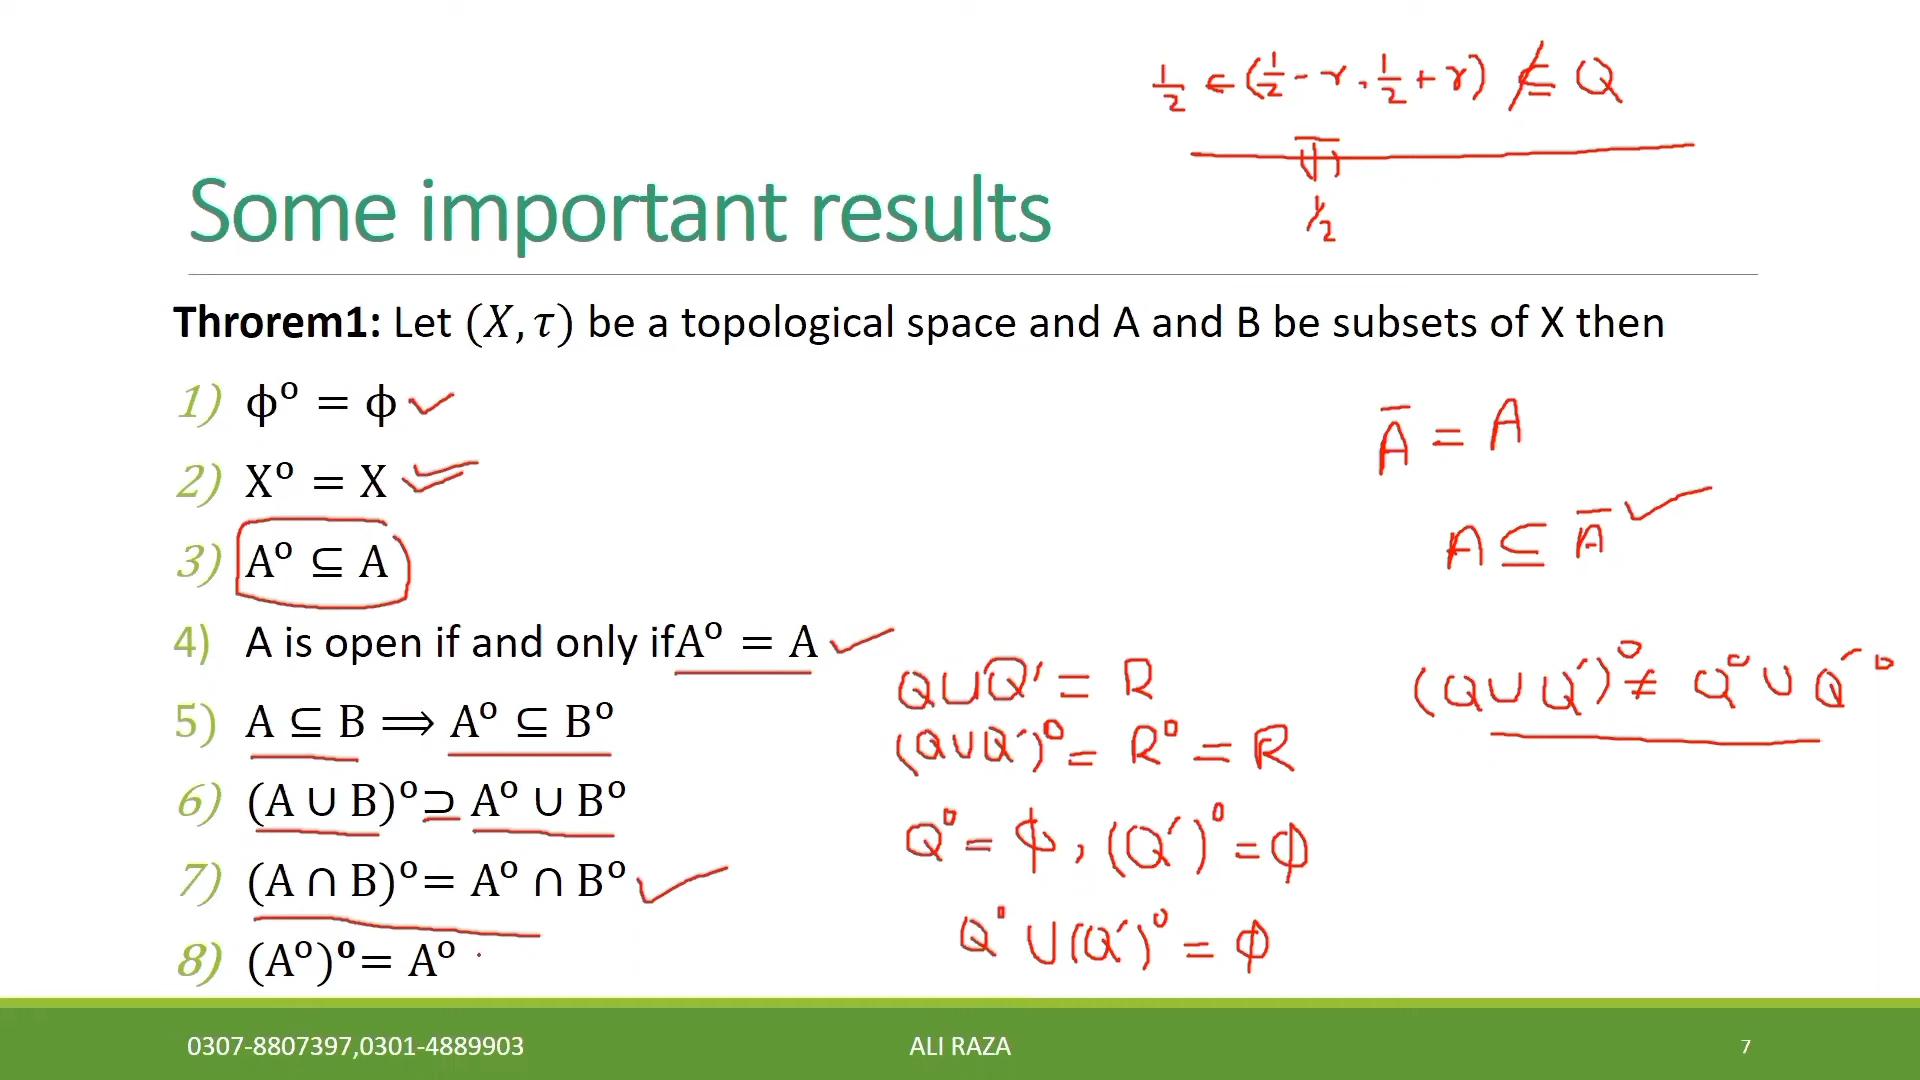 1/2 ∈ (1/2 - r, 1/2 + r) ⊈ Q
1/2
Some important results
Throrem1: Let (X, τ) be a topological space and A and B be subsets of X then
1) ϕ° = ϕ
2) X° = X
3) A° ⊆ A
4) A is open if and only ifA° = A
5) A ⊆ B ⟹ A° ⊆ B°
6) (A ∪ B)°⊇ A° ∪ B°
7) (A ∩ B)°= A° ∩ B°
8) (A°)°= A°
A̅ = A
A ⊆ A̅
Q∪Q′ = R
(Q∪Q′)° = R° = R
Q° = ϕ, (Q′)° = ϕ
Q° ∪(Q′)° = ϕ
(Q∪Q′)° ≠ Q° ∪ Q′°
0307-8807397,0301-4889903
ALI RAZA
7